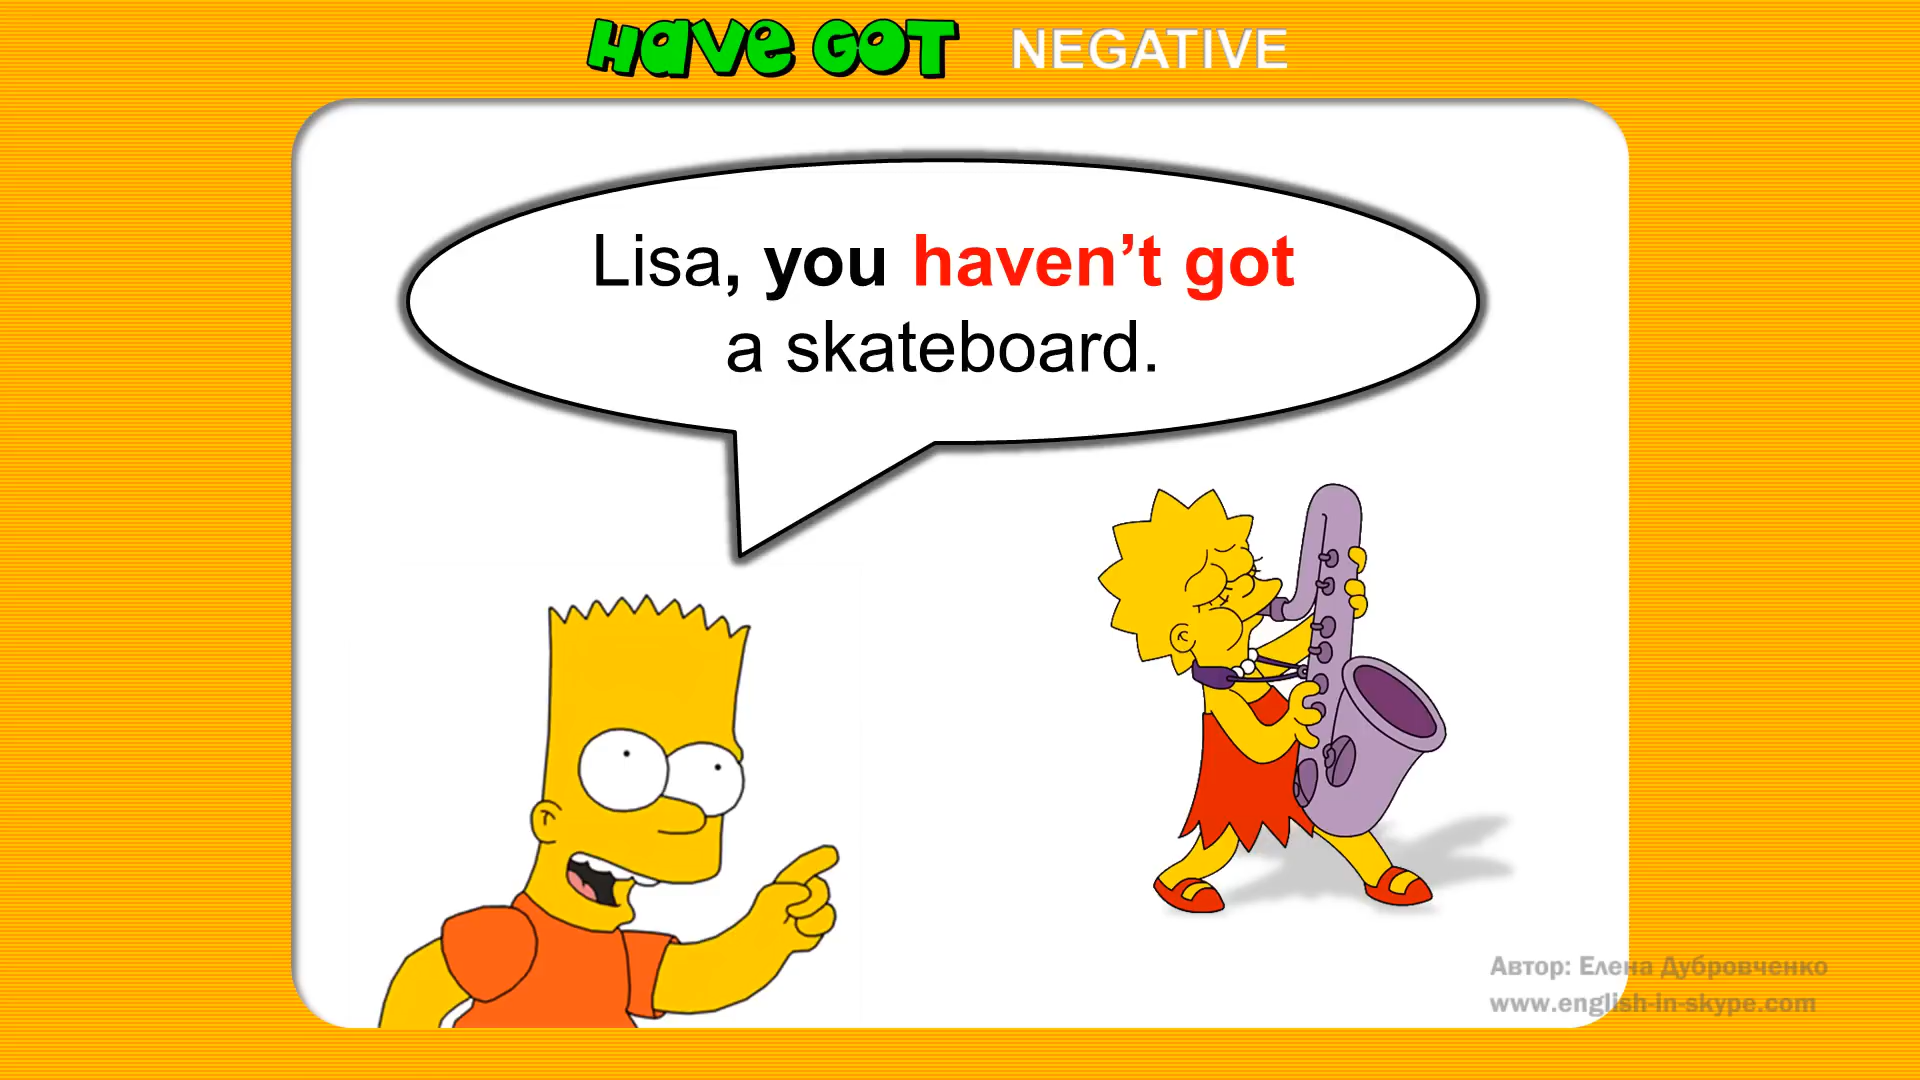 Have Got NEGATIVE
Lisa, you haven’t got
a skateboard.
Автор: Елена Дубровченко
www.english-in-skype.com